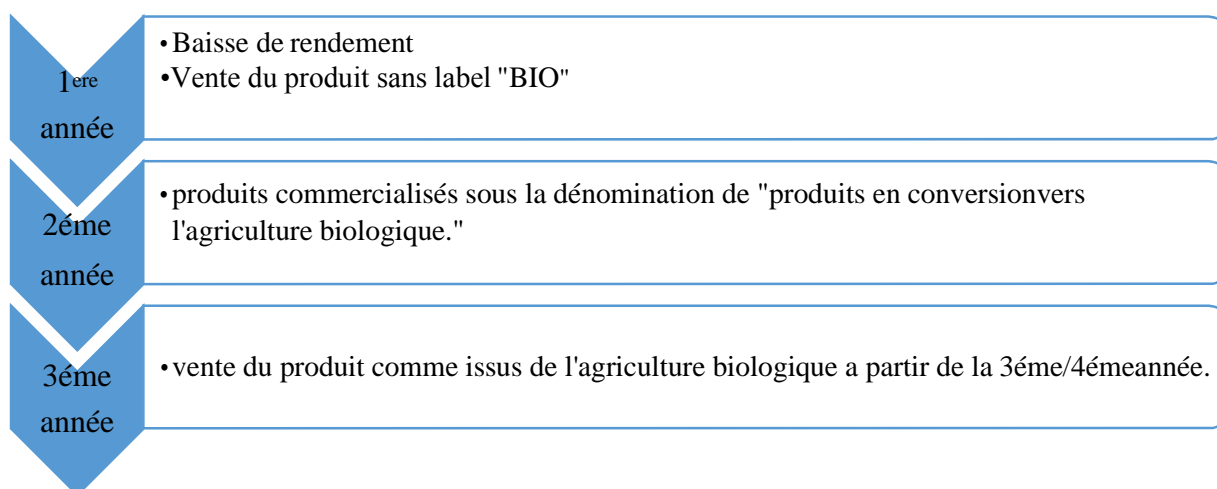 1ere
année
• Baisse de rendement
•Vente du produit sans label "BIO"
2éme
année
• produits commercialisés sous la dénomination de "produits en conversionvers
l'agriculture biologique."
3éme
année
• vente du produit comme issus de l'agriculture biologique a partir de la 3éme/4émeannée.